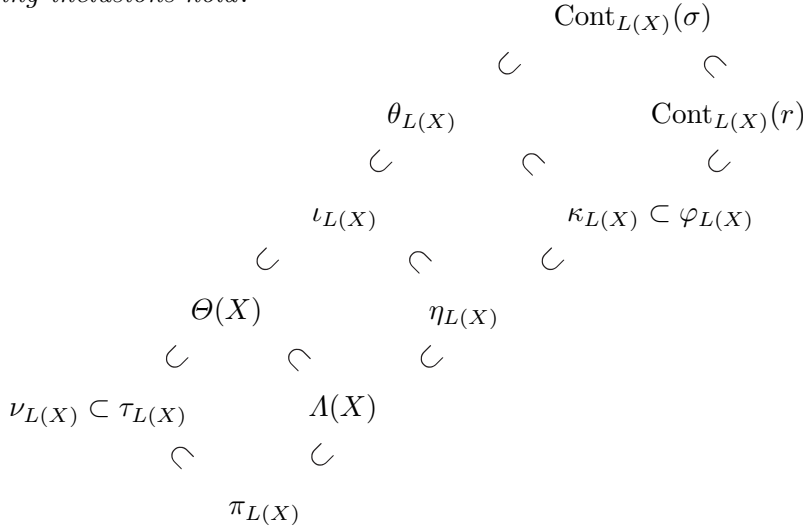 ing inclusions hold:
Cont_{L(X)}(σ)
∪ ∩
θ_{L(X)} Cont_{L(X)}(r)
∪ ∩ ∪
ι_{L(X)} κ_{L(X)} ⊂ φ_{L(X)}
∪ ∩ ∪
Θ(X) η_{L(X)}
∪ ∩ ∪
ν_{L(X)} ⊂ τ_{L(X)} Λ(X)
∩ ∪
π_{L(X)}